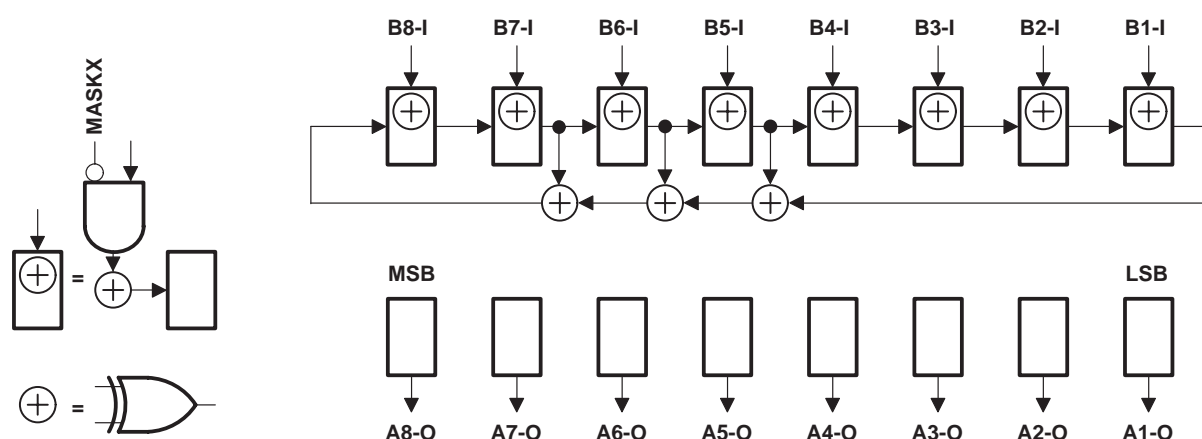 B8-I B7-I B6-I B5-I B4-I B3-I B2-I B1-I
MASKX
=
MSB LSB
=
A8-O A7-O A6-O A5-O A4-O A3-O A2-O A1-O